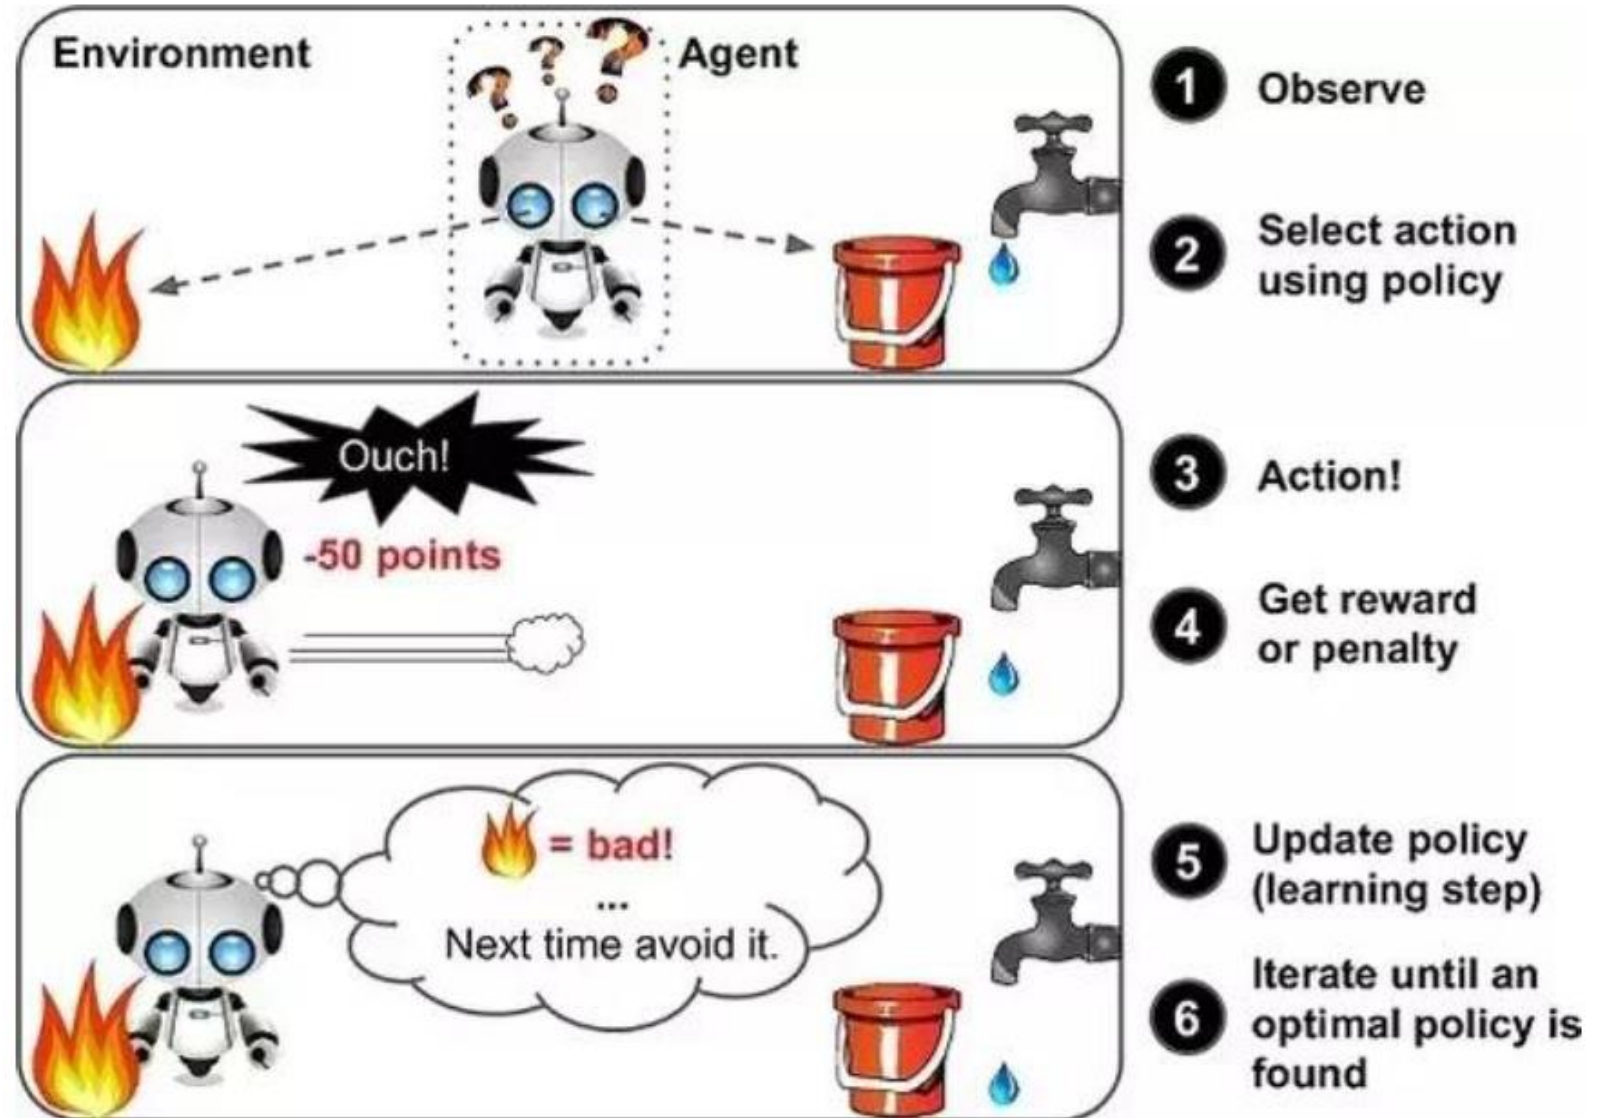 Environment
Agent
? ? ?
1 Observe
2 Select action
using policy
Ouch!
-50 points
3 Action!
4 Get reward
or penalty
= bad!
...
Next time avoid it.
5 Update policy
(learning step)
6 Iterate until an
optimal policy is
found